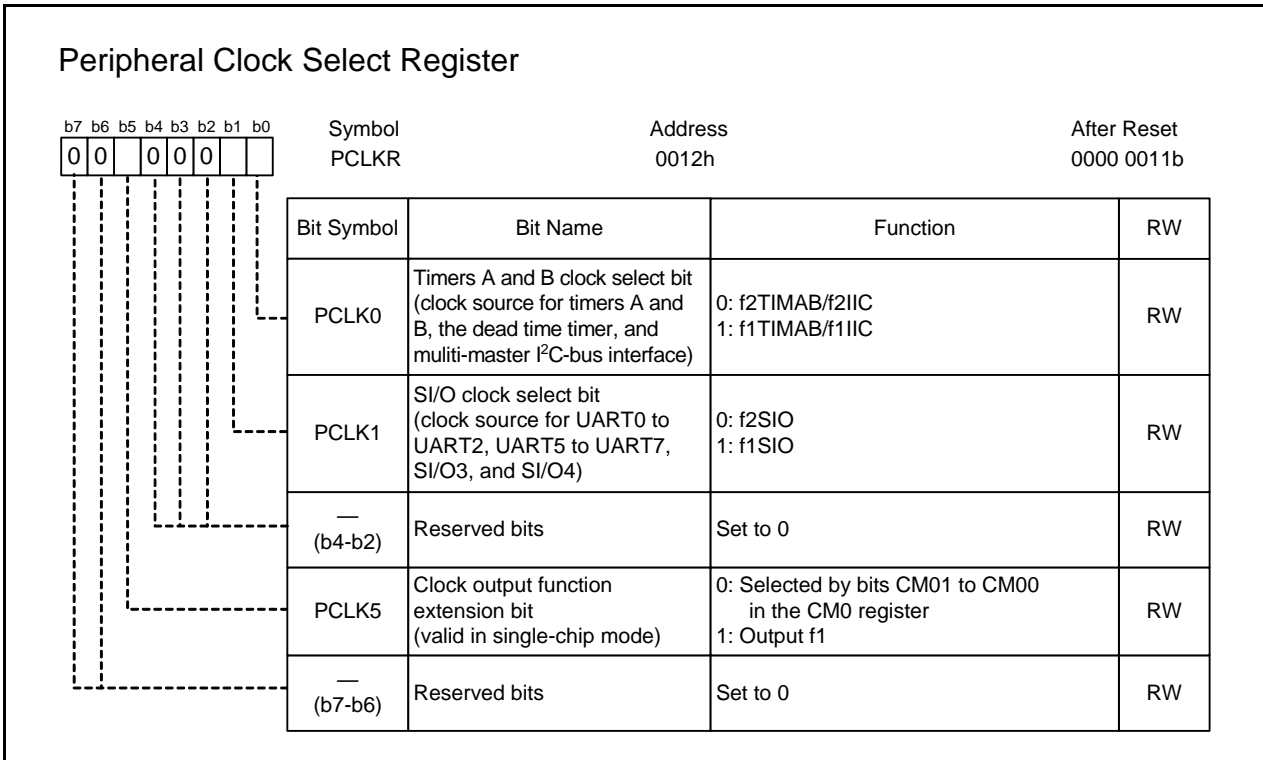 Peripheral Clock Select Register
b7 b6 b5 b4 b3 b2 b1 b0
Symbol Address After Reset
0 0 0 0 0
PCLKR 0012h 0000 0011b
Bit Symbol Bit Name Function RW
PCLK0
Timers A and B clock select bit
(clock source for timers A and
B, the dead time timer, and
muliti-master I²C-bus interface)
0: f2TIMAB/f2IIC
1: f1TIMAB/f1IIC
RW
PCLK1
SI/O clock select bit
(clock source for UART0 to
UART2, UART5 to UART7,
SI/O3, and SI/O4)
0: f2SIO
1: f1SIO
RW
—
(b4-b2)
Reserved bits
Set to 0
RW
PCLK5
Clock output function
extension bit
(valid in single-chip mode)
0: Selected by bits CM01 to CM00
in the CM0 register
1: Output f1
RW
—
(b7-b6)
Reserved bits
Set to 0
RW